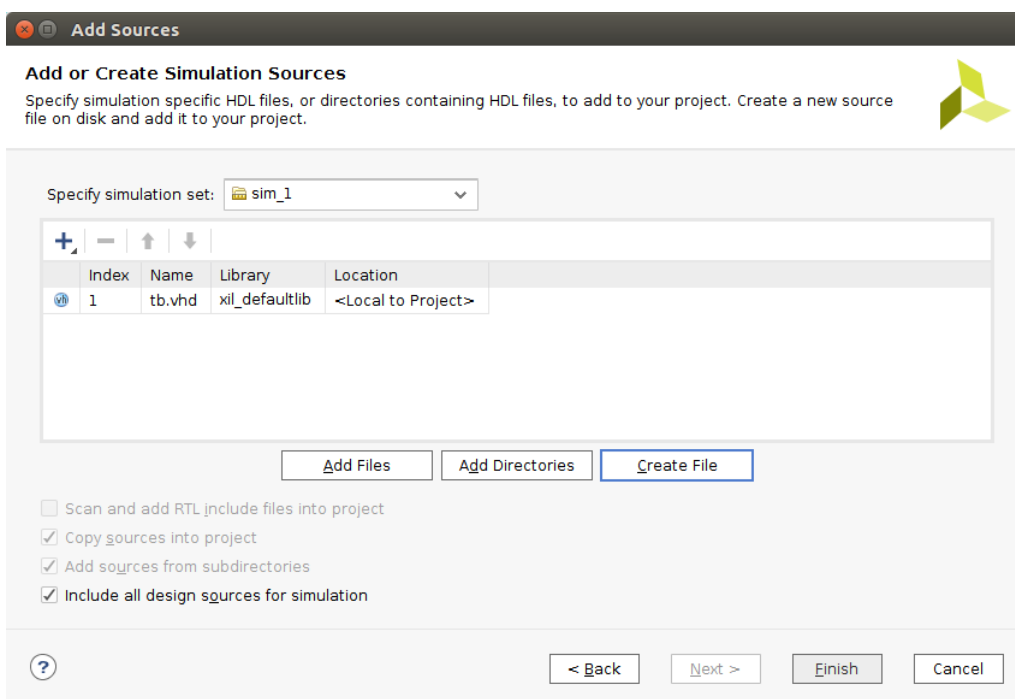 Add Sources
Add or Create Simulation Sources
Specify simulation specific HDL files, or directories containing HDL files, to add to your project. Create a new source
file on disk and add it to your project.
Specify simulation set: sim_1
Index Name Library Location
vh 1 tb.vhd xil_defaultlib <Local to Project>
Add Files Add Directories Create File
Scan and add RTL include files into project
Copy sources into project
Add sources from subdirectories
Include all design sources for simulation
? < Back Next > Finish Cancel